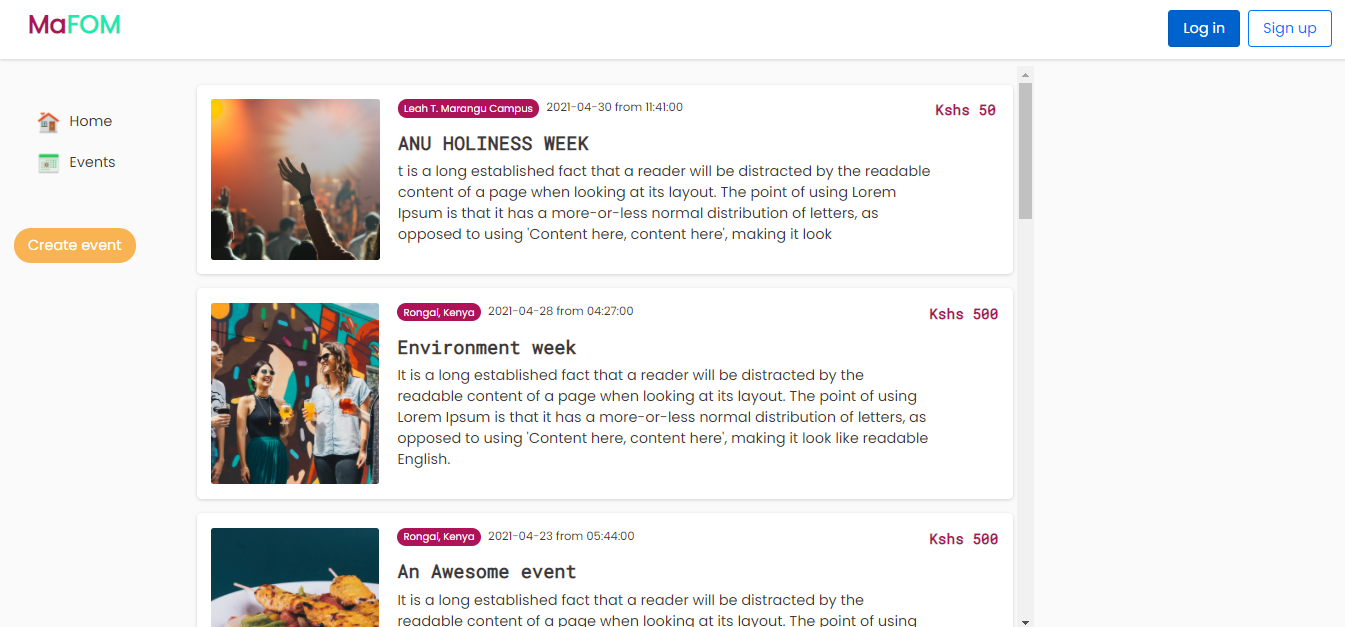 MaFOM
Log in
Sign up
Home
Events
Create event
Leah T. Marangu Campus 2021-04-30 from 11:41:00
Kshs 50
ANU HOLINESS WEEK
t is a long established fact that a reader will be distracted by the readable
content of a page when looking at its layout. The point of using Lorem
Ipsum is that it has a more-or-less normal distribution of letters, as
opposed to using 'Content here, content here', making it look
Rongai, Kenya 2021-04-28 from 04:27:00
Kshs 500
Environment week
It is a long established fact that a reader will be distracted by the
readable content of a page when looking at its layout. The point of using
Lorem Ipsum is that it has a more-or-less normal distribution of letters, as
opposed to using 'Content here, content here', making it look like readable
English.
Rongai, Kenya 2021-04-23 from 05:44:00
Kshs 500
An Awesome event
It is a long established fact that a reader will be distracted by the
readable content of a page when looking at its layout. The point of using